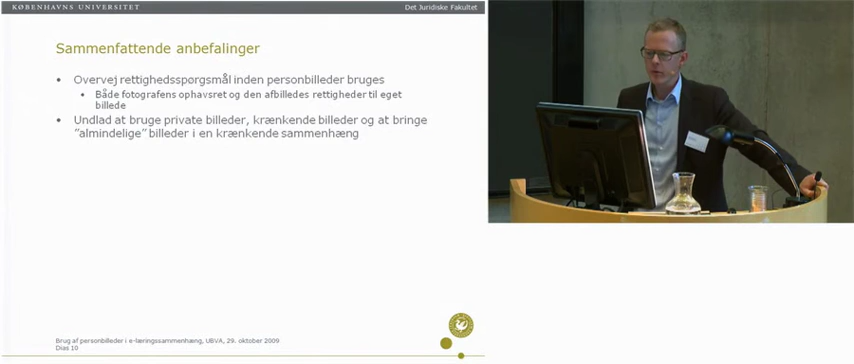 KØBENHAVNS UNIVERSITET
Det Juridiske Fakultet
Sammenfattende anbefalinger
• Overvej rettighedsspørgsmål inden personbilleder bruges
• Både fotografens ophavsret og den afbilledes rettigheder til eget
billede
• Undlad at bruge private billeder, krænkende billeder og at bringe
”almindelige” billeder i en krænkende sammenhæng
Brug af personbilleder i e-læringssammenhæng, UBVA, 29. oktober 2009
Dias 10